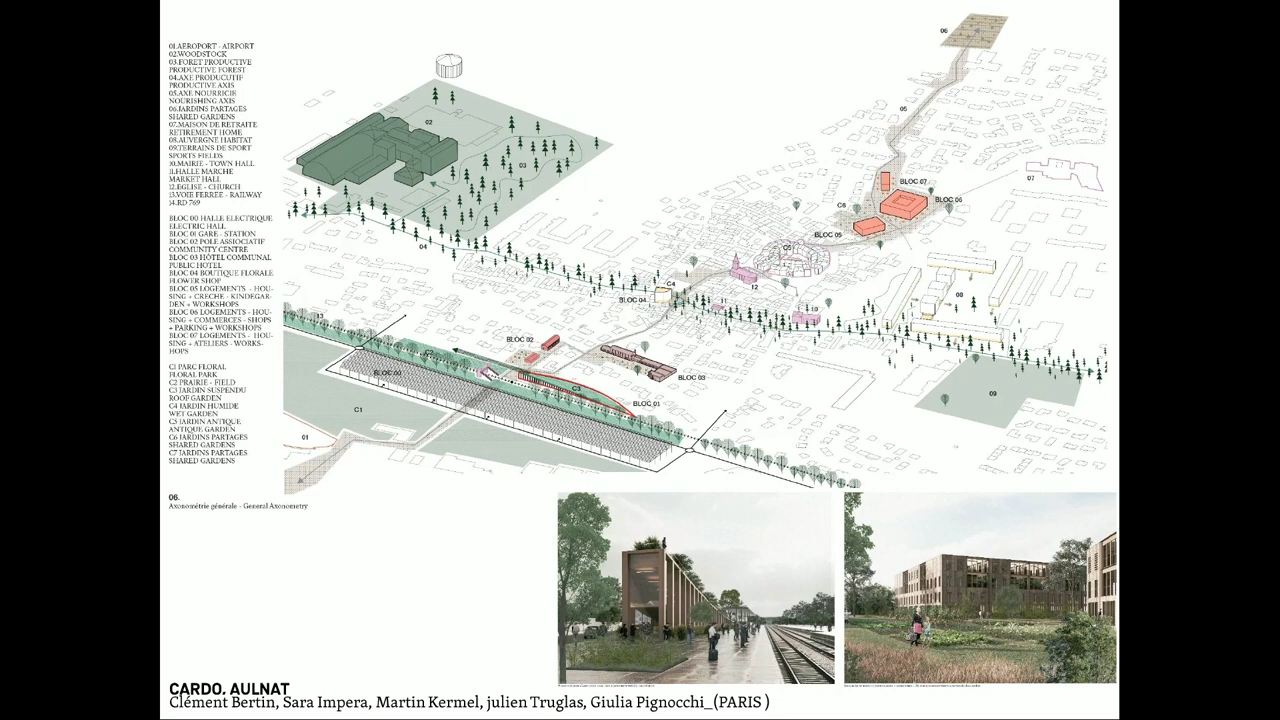 01.AEROPORT - AIRPORT
02.WOODSTOCK
03.FORET PRODUCTIVE
PRODUCTIVE FOREST
04.AXE PRODUCUTIF
PRODUCTIVE AXIS
05.AXE NOURRICIE
NOURISHING AXIS
06.JARDINS PARTAGES
SHARED GARDENS
07.MAISON DE RETRAITE
RETIREMENT HOME
08.AUVERGNE HABITAT
09.TERRAINS DE SPORT
SPORTS FIELDS
10.MAIRIE - TOWN HALL
11.HALLE MARCHE
MARKET HALL
12.EGLISE - CHURCH
13.VOIE FERREE - RAILWAY
14.RD 769
BLOC 00 HALLE ELECTRIQUE
ELECTRIC HALL
BLOC 01 GARE - STATION
BLOC 02 POLE ASSIOCIATIF
COMMUNITY CENTRE
BLOC 03 HÔTEL COMMUNAL
PUBLIC HOTEL
BLOC 04 BOUTIQUE FLORALE
FLOWER SHOP
BLOC 05 LOGEMENTS - HOU-
SING + CRECHE - KINDEGAR-
DEN + WORKSHOPS
BLOC 06 LOGEMENTS - HOU-
SING + COMMERCES - SHOPS
+ PARKING + WORKSHOPS
BLOC 07 LOGEMENTS - HOU-
SING + ATELIERS - WORKS-
HOPS
C1 PARC FLORAL
FLORAL PARK
C2 PRAIRIE - FIELD
C3 JARDIN SUSPENDU
ROOF GARDEN
C4 JARDIN HUMIDE
WET GARDEN
C5 JARDIN ANTIQUE
ANTIQUE GARDEN
C6 JARDINS PARTAGES
SHARED GARDENS
C7 JARDINS PARTAGES
SHARED GARDENS
06
05
02
03
07
BLOC 07
BLOC 06
C6
BLOC 05
04
C5
C4
12
BLOC 04
11
10
08
13
BLOC 02
C2
BLOC 00
BLOC 03
C3
BLOC 01
09
C1
01
06.
Axonométrie générale - General Axonometry
CARDO. AULNAT
Clément Bertin, Sara Impera, Martin Kermel, julien Truglas, Giulia Pignocchi_(PARIS )